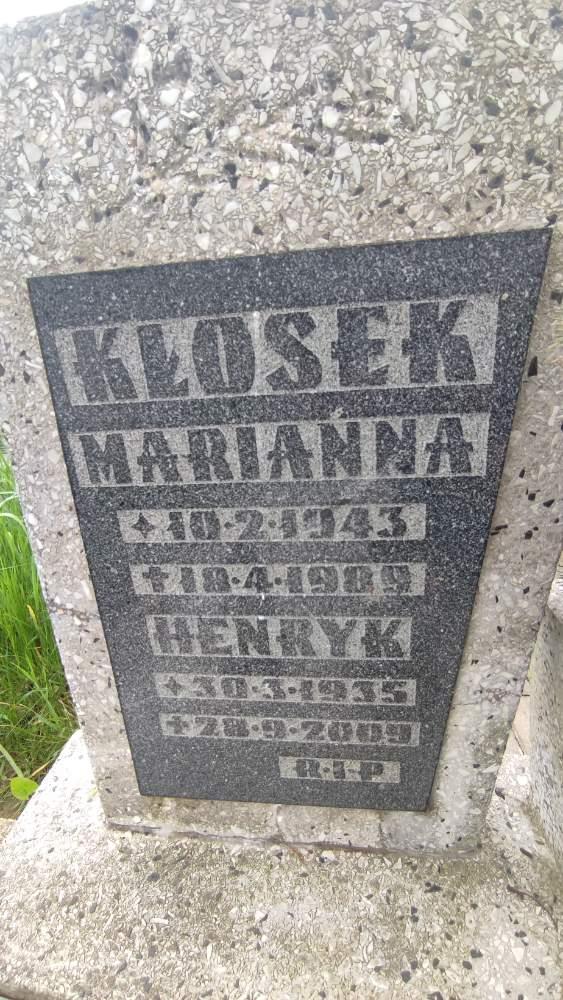 KŁOSEK
MARIANNA
✦10·2·1943
✝18·4·1989
HENRYK
✦30·3·1935
✝28·9·2009
R·I·P